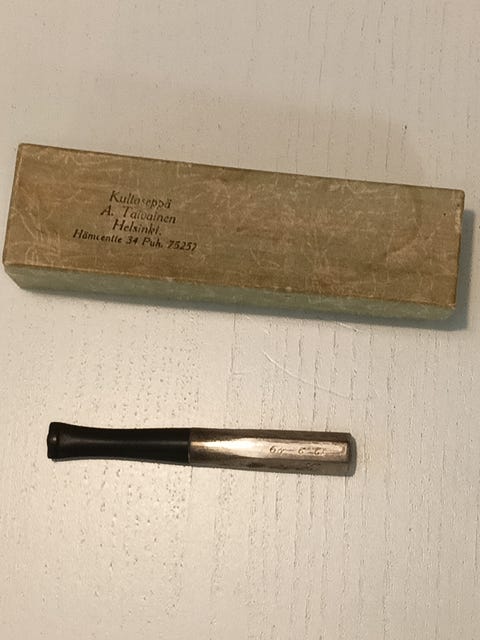 Kultaseppä
A. Taivainen
Helsinki.
Hämeentie 34 Puh. 75257